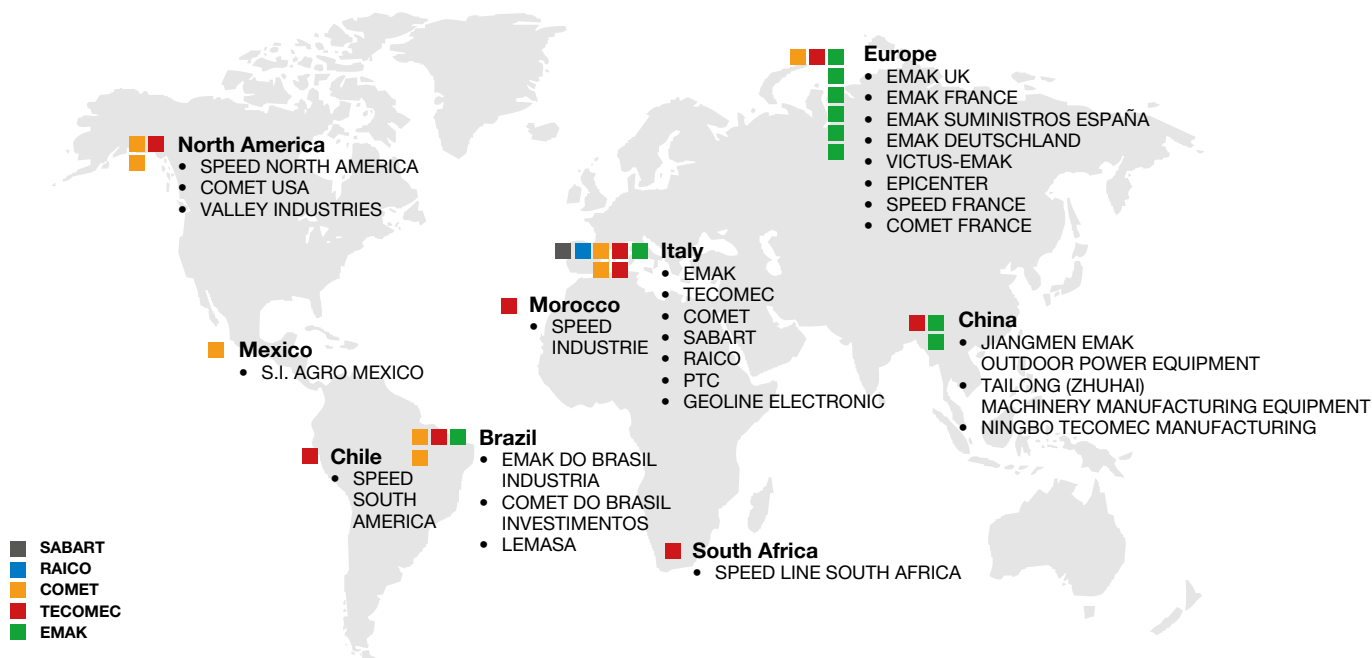 Europe
• EMAK UK
• EMAK FRANCE
• EMAK SUMINISTROS ESPAÑA
• EMAK DEUTSCHLAND
• VICTUS-EMAK
• EPICENTER
• SPEED FRANCE
• COMET FRANCE
North America
• SPEED NORTH AMERICA
• COMET USA
• VALLEY INDUSTRIES
Italy
• EMAK
• TECOMEC
• COMET
• SABART
• RAICO
• PTC
• GEOLINE ELECTRONIC
Morocco
• SPEED
INDUSTRIE
China
• JIANGMEN EMAK
OUTDOOR POWER EQUIPMENT
• TAILONG (ZHUHAI)
MACHINERY MANUFACTURING EQUIPMENT
• NINGBO TECOMEC MANUFACTURING
Mexico
• S.I. AGRO MEXICO
Brazil
• EMAK DO BRASIL
INDUSTRIA
• COMET DO BRASIL
INVESTIMENTOS
• LEMASA
Chile
• SPEED
SOUTH
AMERICA
South Africa
• SPEED LINE SOUTH AFRICA
SABART
RAICO
COMET
TECOMEC
EMAK